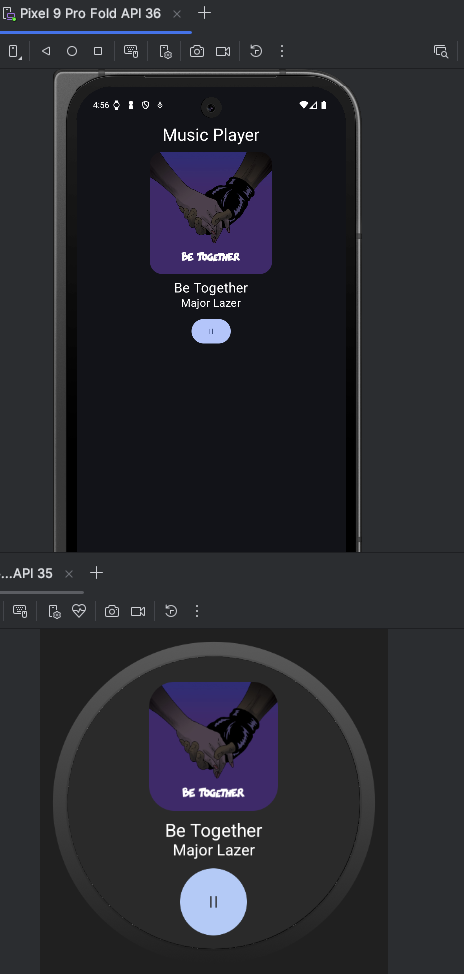 Pixel 9 Pro Fold API 36
4:56
Music Player
BE TOGETHER
Be Together
Major Lazer
...API 35
BE TOGETHER
Be Together
Major Lazer